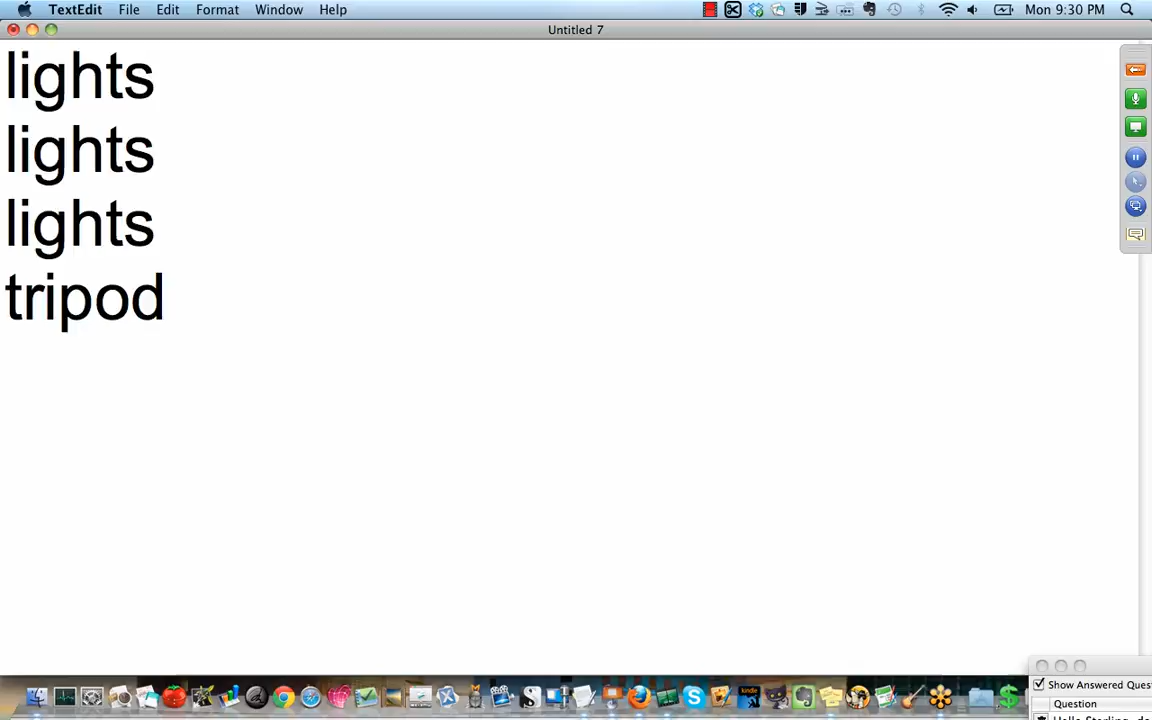 TextEdit File Edit Format Window Help Mon 9:30 PM
Untitled 7
lights
lights
lights
tripod
Show Answered Ques
Question